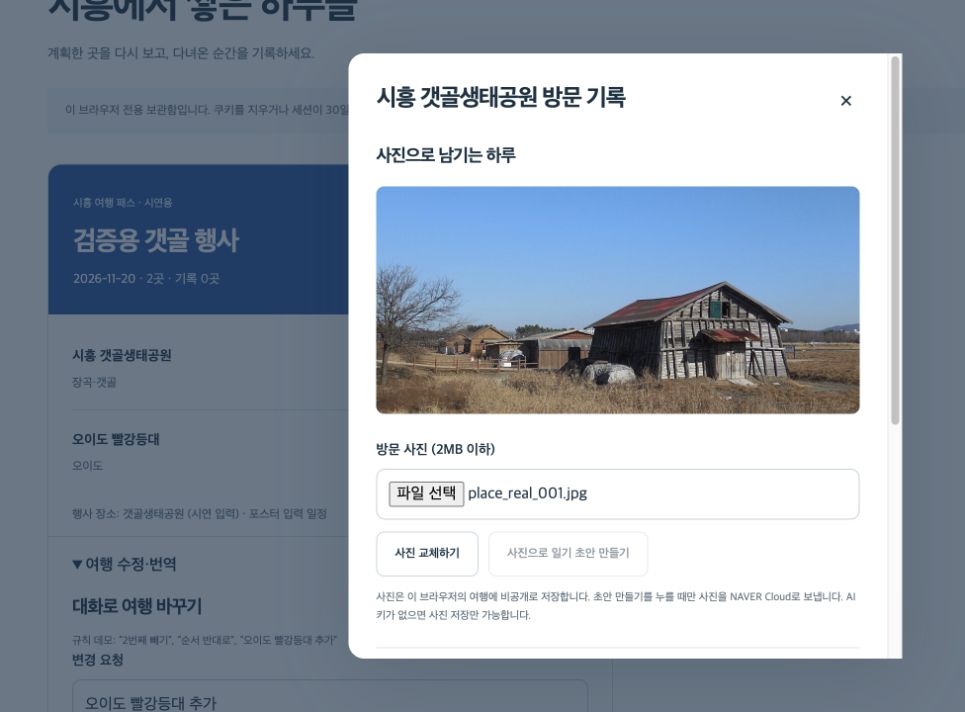 시흥에서 쌓은 하루들
계획한 곳을 다시 보고, 다녀온 순간을 기록하세요.
이 브라우저 전용 보관함입니다. 쿠키를 지우거나 세션이 30일
시흥 여행 패스 · 시연용
검증용 갯골 행사
2026-11-20 · 2곳 · 기록 0곳
시흥 갯골생태공원
장곡·갯골
오이도 빨강등대
오이도
행사 장소: 갯골생태공원 (시연 입력) · 포스터 입력 일정
▼ 여행 수정·번역
대화로 여행 바꾸기
규칙 데모: "2번째 빼기", "순서 반대로", "오이도 빨강등대 추가"
변경 요청
오이도 빨강등대 추가
시흥 갯골생태공원 방문 기록
×
사진으로 남기는 하루
방문 사진 (2MB 이하)
파일 선택 place_real_001.jpg
사진 교체하기
사진으로 일기 초안 만들기
사진은 이 브라우저의 여행에 비공개로 저장합니다. 초안 만들기를 누를 때만 사진을 NAVER Cloud로 보냅니다. AI
키가 없으면 사진 저장만 가능합니다.